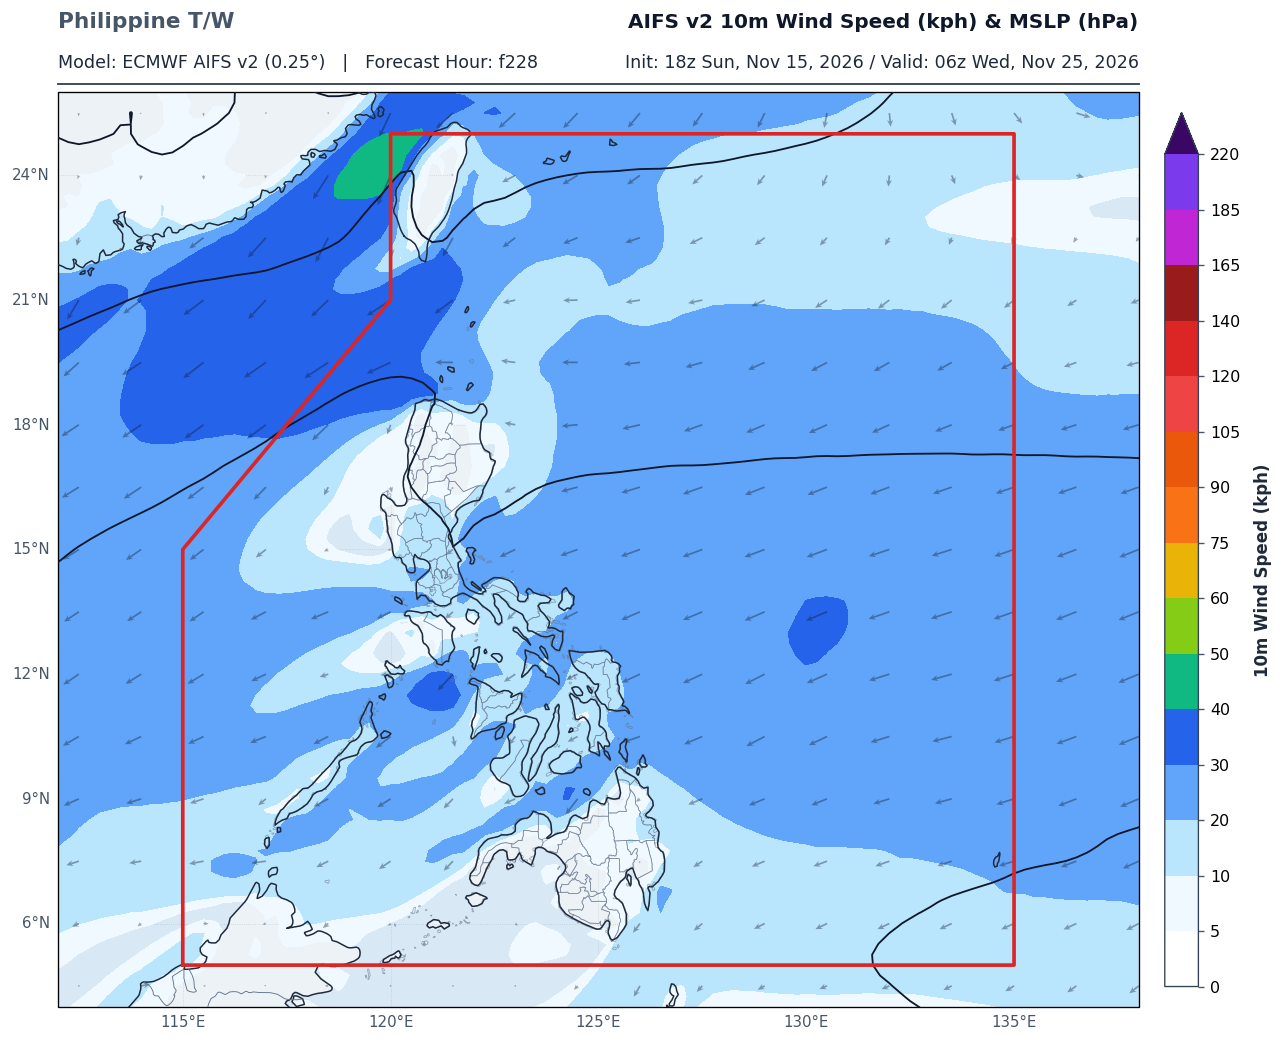 Philippine T/W
AIFS v2 10m Wind Speed (kph) & MSLP (hPa)
Model: ECMWF AIFS v2 (0.25°)   |   Forecast Hour: f228
Init: 18z Sun, Nov 15, 2026 / Valid: 06z Wed, Nov 25, 2026
24°N
21°N
18°N
15°N
12°N
9°N
6°N
115°E
120°E
125°E
130°E
135°E
220
185
165
140
120
105
90
75
60
50
40
30
20
10
5
0
10m Wind Speed (kph)